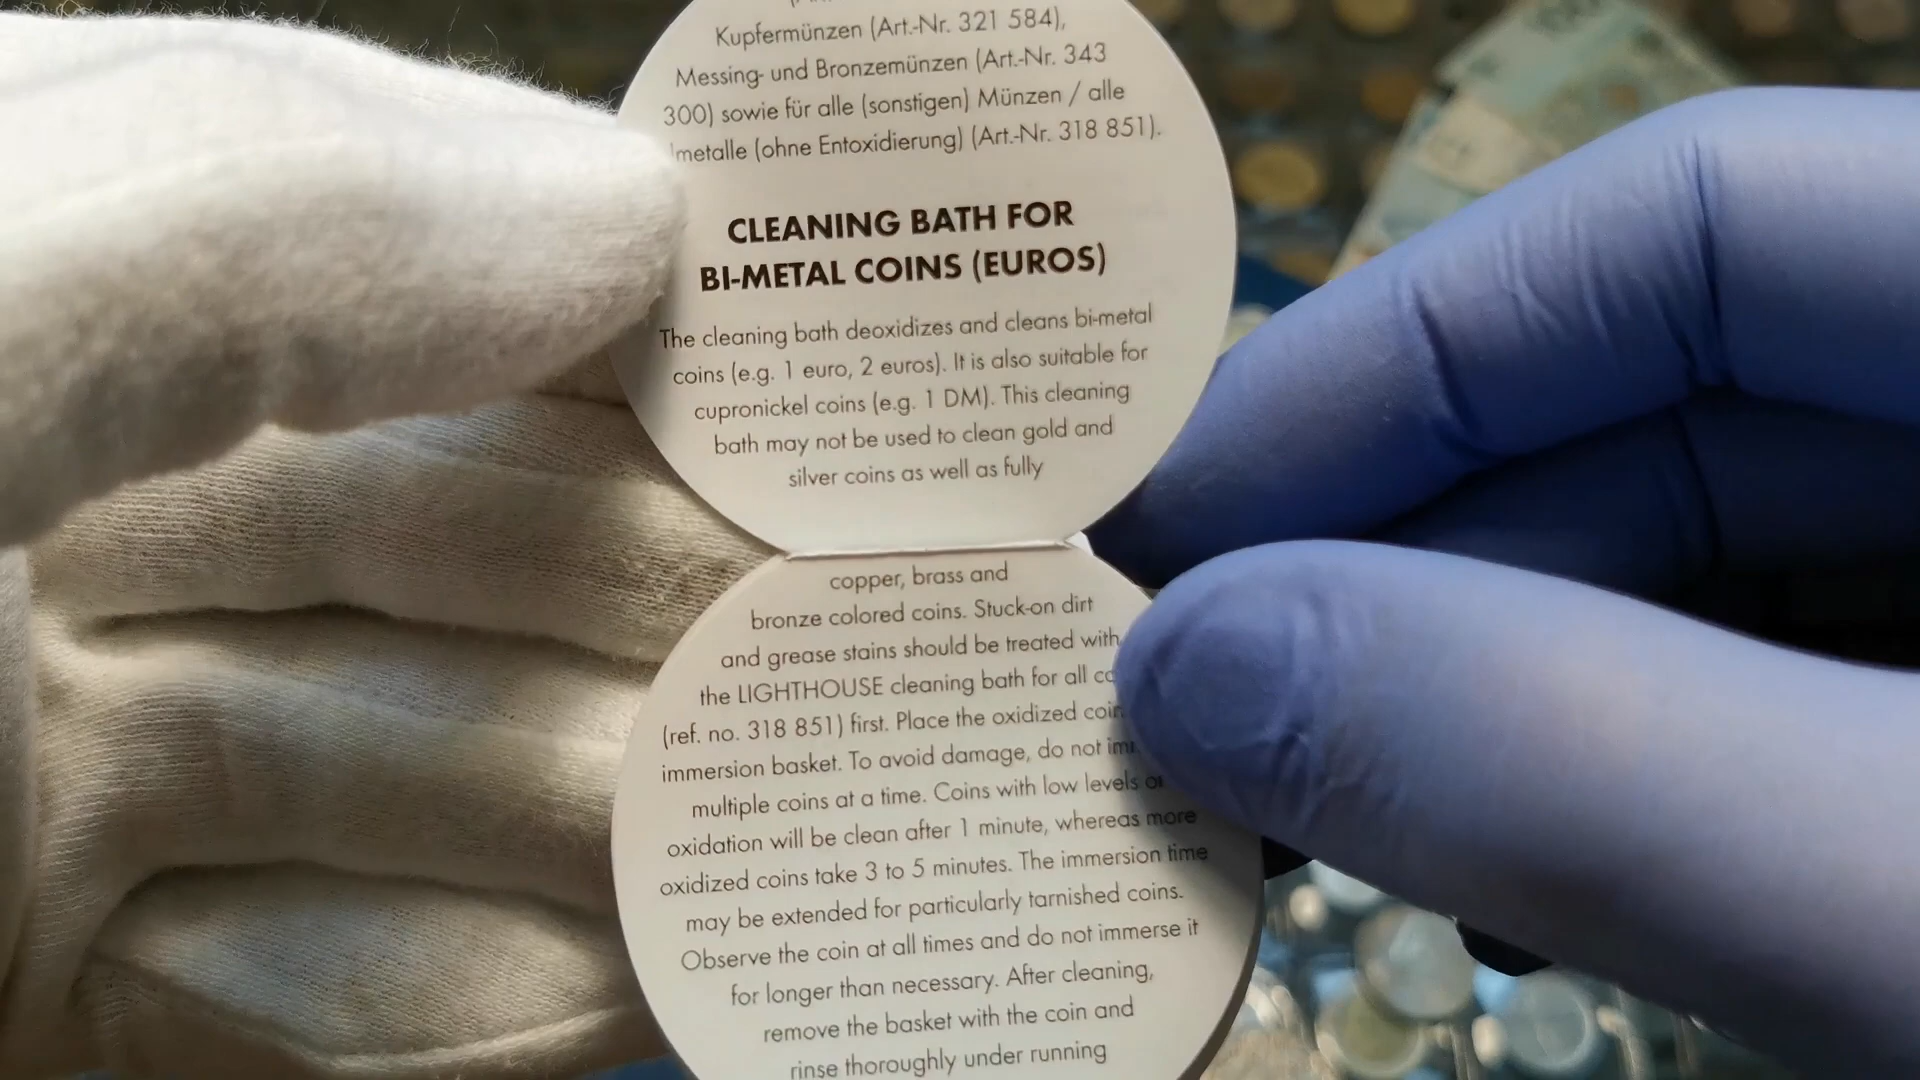 Kupfermünzen (Art.-Nr. 321 584),
Messing- und Bronzemünzen (Art.-Nr. 343
300) sowie für alle (sonstigen) Münzen / alle
(ohne Entoxidierung) (Art.-Nr. 318 851).
CLEANING BATH FOR
BI-METAL COINS (EUROS)
The cleaning bath deoxidizes and cleans bi-metal
coins (e.g. 1 euro, 2 euros). It is also suitable for
cupronickel coins (e.g. 1 DM). This cleaning
bath may not be used to clean gold and
silver coins as well as fully
copper, brass and
bronze colored coins. Stuck-on dirt
and grease stains should be treated with
the LIGHTHOUSE cleaning bath for all
(ref. no. 318 851) first. Place the oxidized
immersion basket. To avoid damage, do not
multiple coins at a time. Coins with low levels
oxidation will be clean after 1 minute, whereas more
oxidized coins take 3 to 5 minutes. The immersion time
may be extended for particularly tarnished coins.
Observe the coin at all times and do not immerse it
for longer than necessary. After cleaning,
remove the basket with the coin and
rinse thoroughly under running